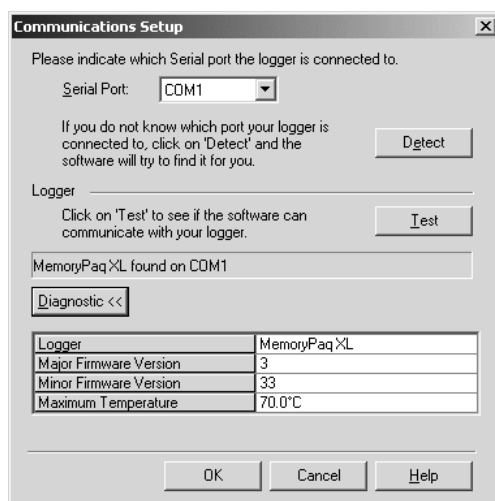 Communications Setup
Please indicate which Serial port the logger is connected to.
Serial Port: COM1
If you do not know which port your logger is
connected to, click on 'Detect' and the
software will try to find it for you.
Detect
Logger
Click on 'Test' to see if the software can
communicate with your logger.
Test
MemoryPaq XL found on COM1
Diagnostic <<
Logger MemoryPaq XL
Major Firmware Version 3
Minor Firmware Version 33
Maximum Temperature 70.0°C
OK Cancel Help